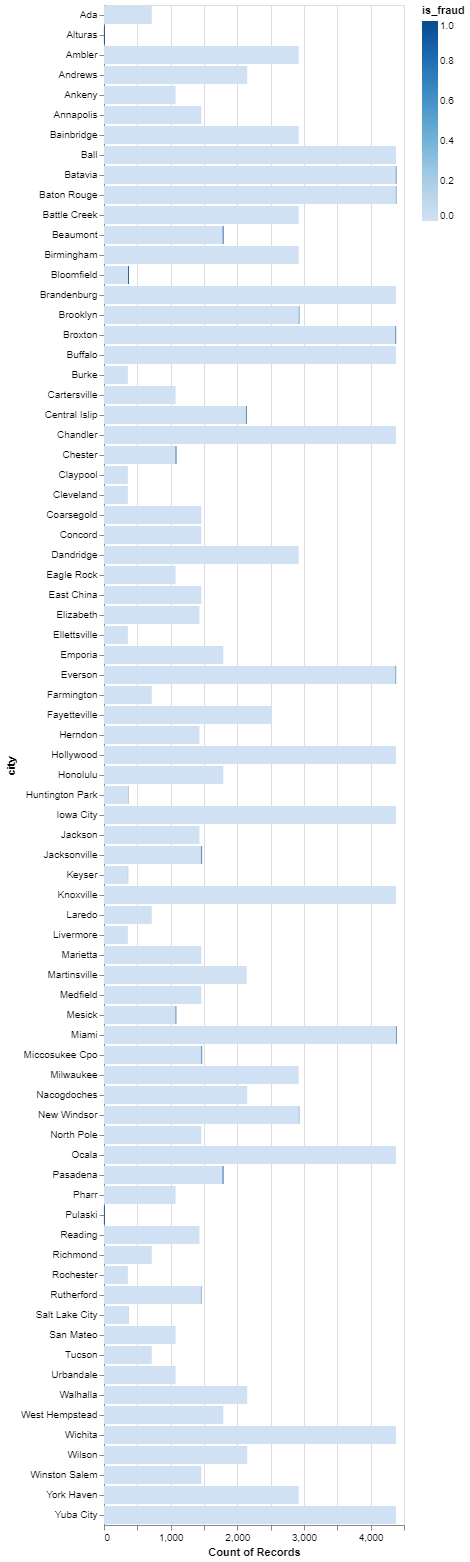 is_fraud
1.0
0.8
0.6
0.4
0.2
0.0
city
Ada
Alturas
Ambler
Andrews
Ankeny
Annapolis
Bainbridge
Ball
Batavia
Baton Rouge
Battle Creek
Beaumont
Birmingham
Bloomfield
Brandenburg
Brooklyn
Broxton
Buffalo
Burke
Cartersville
Central Islip
Chandler
Chester
Claypool
Cleveland
Coarsegold
Concord
Dandridge
Eagle Rock
East China
Elizabeth
Ellettsville
Emporia
Everson
Farmington
Fayetteville
Herndon
Hollywood
Honolulu
Huntington Park
Iowa City
Jackson
Jacksonville
Keyser
Knoxville
Laredo
Livermore
Marietta
Martinsville
Medfield
Mesick
Miami
Miccosukee Cpo
Milwaukee
Nacogdoches
New Windsor
North Pole
Ocala
Pasadena
Pharr
Pulaski
Reading
Richmond
Rochester
Rutherford
Salt Lake City
San Mateo
Tucson
Urbandale
Walhalla
West Hempstead
Wichita
Wilson
Winston Salem
York Haven
Yuba City
0 1,000 2,000 3,000 4,000
Count of Records